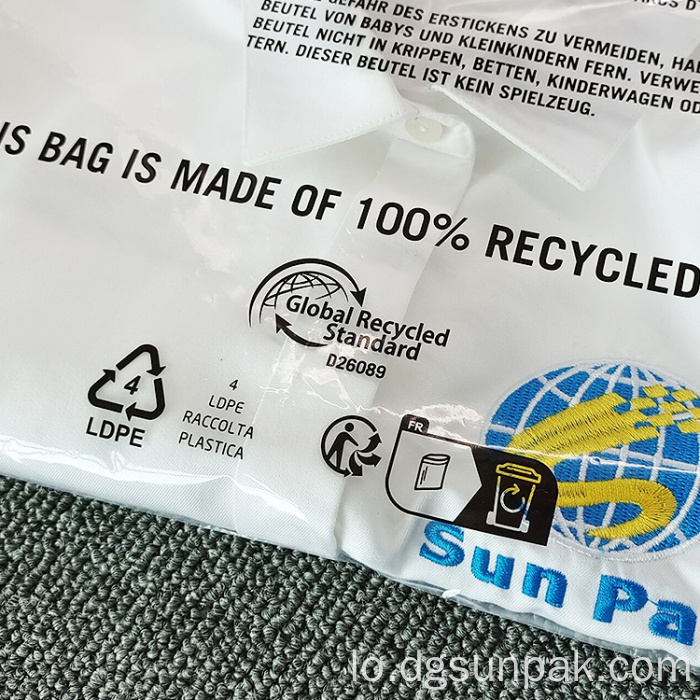 GEFAHR DES ERSTICKENS ZU VERMEIDEN,
BEUTEL VON BABYS UND KLEINKINDERN FERN.
BEUTEL NICHT IN KRIPPEN, BETTEN, KINDERWAGEN
TERN. DIESER BEUTEL IST KEIN SPIELZEUG.
IS BAG IS MADE OF 100% RECYCLED
Global Recycled
Standard
D26089
4
LDPE
4
LDPE
RACCOLTA
PLASTICA
FR
Sun Pa
lo.dgsunpak.com